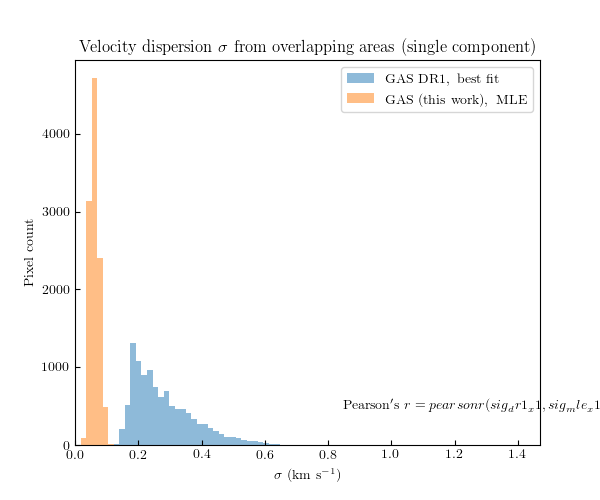 Velocity dispersion σ from overlapping areas (single component)
GAS DR1, best fit
GAS (this work), MLE
Pixel count
4000
3000
2000
1000
0
Pearson's r = pearsonr(sig_dr1_x1, sig_mle_x1
0.0 0.2 0.4 0.6 0.8 1.0 1.2 1.4
σ (km s⁻¹)